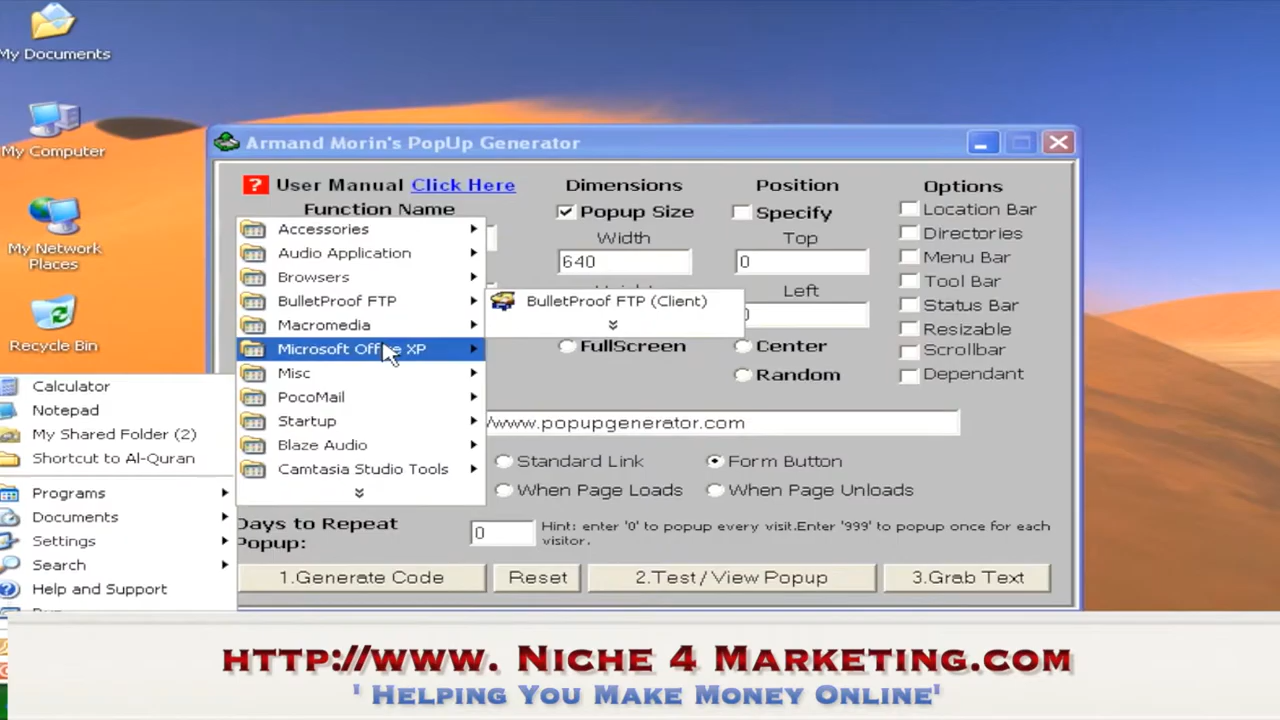 My Documents
My Computer
My Network
Places
Recycle Bin
Armand Morin's PopUp Generator
? User Manual Click Here
Function Name
Dimensions
Popup Size
Width
640
FullScreen
Position
Specify
Top
0
Left
Center
Random
Options
Location Bar
Directories
Menu Bar
Tool Bar
Status Bar
Resizable
Scrollbar
Dependant
Accessories
Audio Application
Browsers
BulletProof FTP
Macromedia
Microsoft Office XP
Misc
PocoMail
Startup
Blaze Audio
Camtasia Studio Tools
BulletProof FTP (Client)
Calculator
Notepad
My Shared Folder (2)
Shortcut to Al-Quran
Programs
Documents
Settings
Search
Help and Support
/www.popupgenerator.com
Standard Link
Form Button
When Page Loads
When Page Unloads
Days to Repeat
Popup:
0
Hint: enter '0' to popup every visit.Enter '999' to popup once for each
visitor.
1.Generate Code
Reset
2.Test/View Popup
3.Grab Text
HTTP://WWW. NICHE 4 MARKETING.COM
' HELPING YOU MAKE MONEY ONLINE'